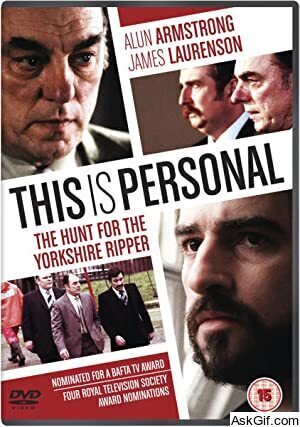 ALUN ARMSTRONG
JAMES LAURENSON
THIS IS PERSONAL
THE HUNT FOR THE
YORKSHIRE RIPPER
NOMINATED FOR A BAFTA TV AWARD
FOUR ROYAL TELEVISION SOCIETY
AWARD NOMINATIONS
DVD
VIDEO
15
AskGif.com